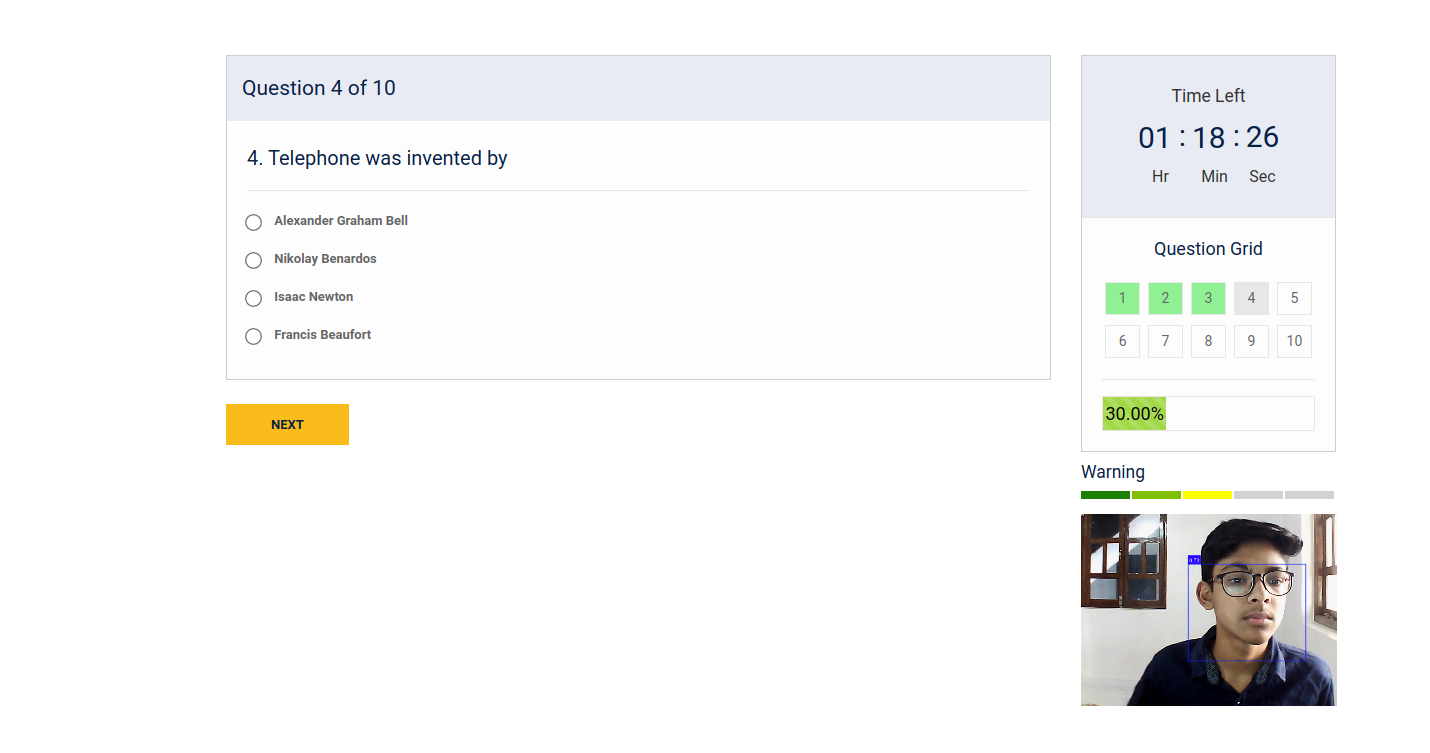 Question 4 of 10
4. Telephone was invented by
Alexander Graham Bell
Nikolay Benardos
Isaac Newton
Francis Beaufort
NEXT
Time Left
01 : 18 : 26
Hr Min Sec
Question Grid
1 2 3 4 5
6 7 8 9 10
30.00%
Warning